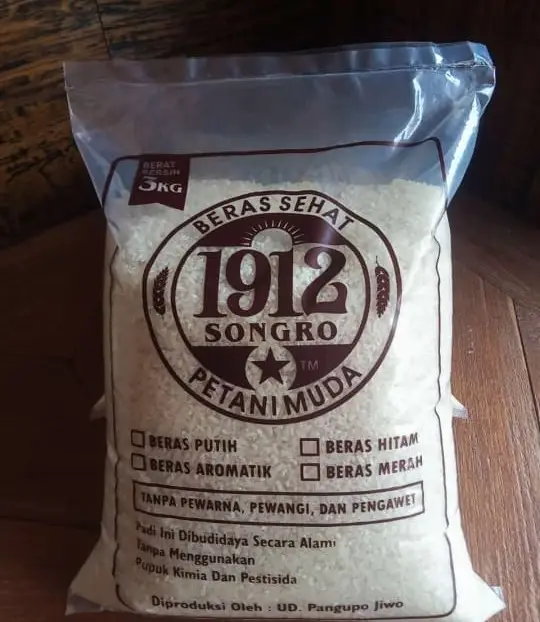 BERAT
BERSIH
3KG
BERAS SEHAT
1912
SONGRO
TM
PETANI MUDA
BERAS PUTIH
BERAS HITAM
BERAS AROMATIK
BERAS MERAH
TANPA PEWARNA, PEWANGI, DAN PENGAWET
Padi Ini Dibudidaya Secara Alami
Tanpa Menggunakan
Pupuk Kimia Dan Pestisida
Diproduksi Oleh : UD. Pangupo Jiwo